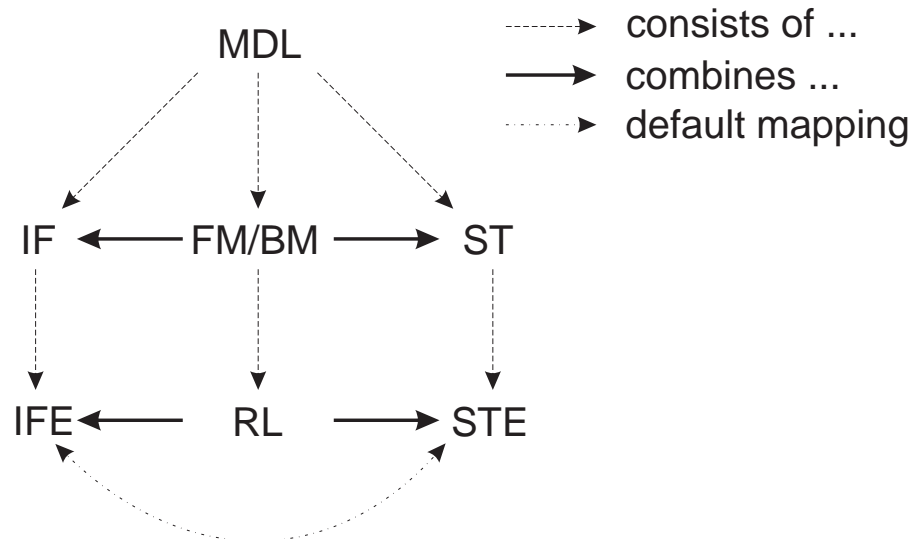 MDL
consists of ...
combines ...
default mapping
IF FM/BM ST
IFE RL STE